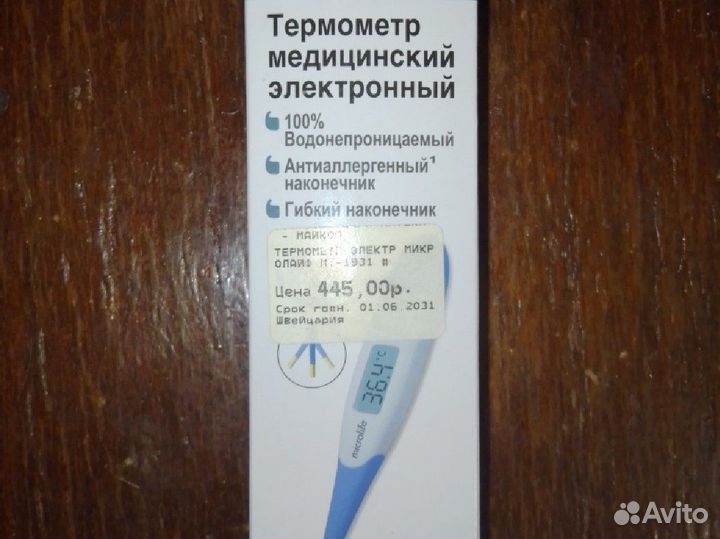 Термометр
медицинский
электронный
100%
Водонепроницаемый
Антиаллергенный¹
наконечник
Гибкий наконечник
- МАЙКОП
ЭЛЕКТР МИКР
ОЛАЙФ
Цена 445,00р.
Срок годн. 01.06.2031
Швейцария
36.4 °C
microlife
Avito